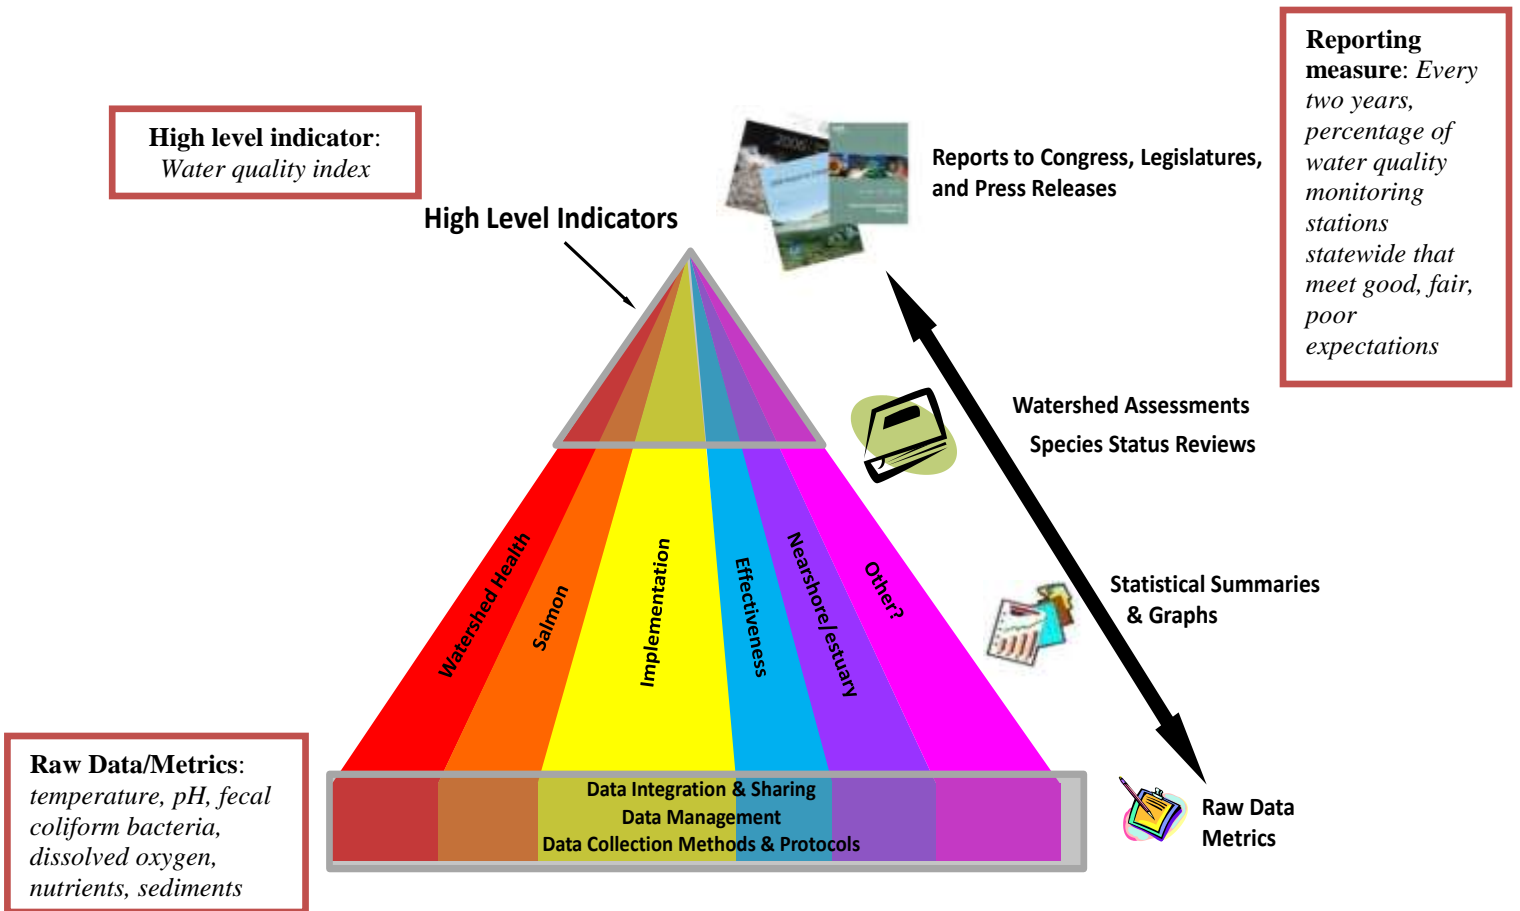 High level indicator:
Water quality index
High Level Indicators
2006
Reports to Congress, Legislatures,
and Press Releases
Reporting
measure: Every
two years,
percentage of
water quality
monitoring
stations
statewide that
meet good, fair,
poor
expectations
Watershed Assessments
Species Status Reviews
Statistical Summaries
& Graphs
Raw Data
Metrics
Watershed Health
Salmon
Implementation
Effectiveness
Nearshore/estuary
Other?
Data Integration & Sharing
Data Management
Data Collection Methods & Protocols
Raw Data/Metrics:
temperature, pH, fecal
coliform bacteria,
dissolved oxygen,
nutrients, sediments